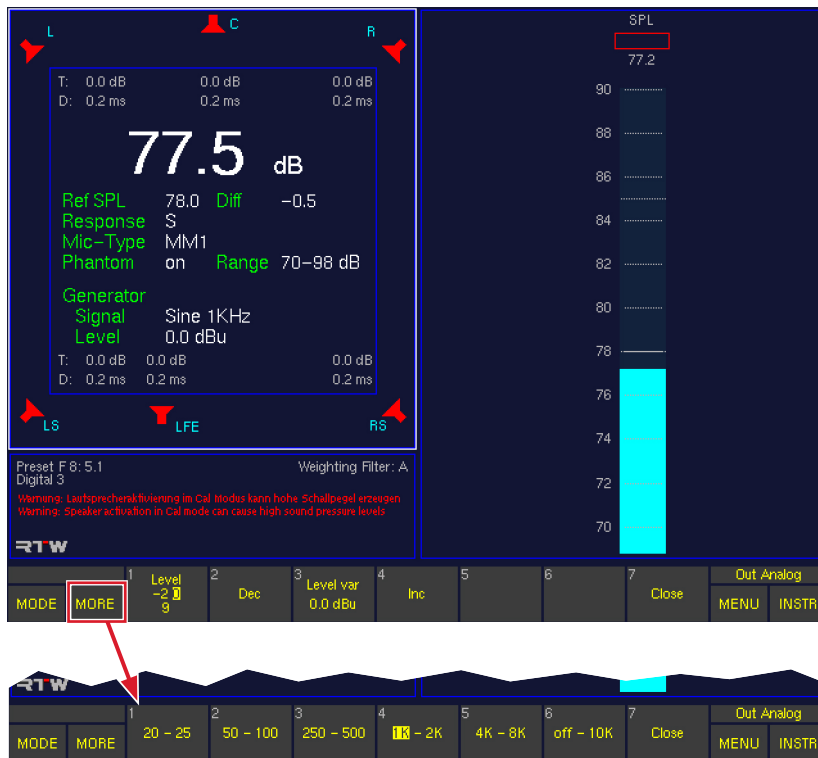 L C R
T: 0.0 dB 0.0 dB 0.0 dB
D: 0.2 ms 0.2 ms 0.2 ms
77.5 dB
Ref SPL 78.0 Diff −0.5
Response S
Mic−Type MM1
Phantom on Range 70−98 dB
Generator
Signal Sine 1KHz
Level 0.0 dBu
T: 0.0 dB 0.0 dB 0.0 dB
D: 0.2 ms 0.2 ms 0.2 ms
LS LFE RS
Preset F 8: 5.1 Weighting Filter: A
Digital 3
Warnung: Lautsprecheraktivierung im Cal Modus kann hohe Schallpegel erzeugen
Warning: Speaker activation in Cal mode can cause high sound pressure levels
RTW
SPL
77.2
90
88
86
84
82
80
78
76
74
72
70
MODE
MORE
1 Level
−2 0
9
2 Dec
3 Level var
0.0 dBu
4 Inc
5
6
7 Close
Out Analog
MENU INSTR
RTW
MODE
MORE
1 20 − 25
2 50 − 100
3 250 − 500
4 1K − 2K
5 4K − 8K
6 off − 10K
7 Close
Out Analog
MENU INSTR